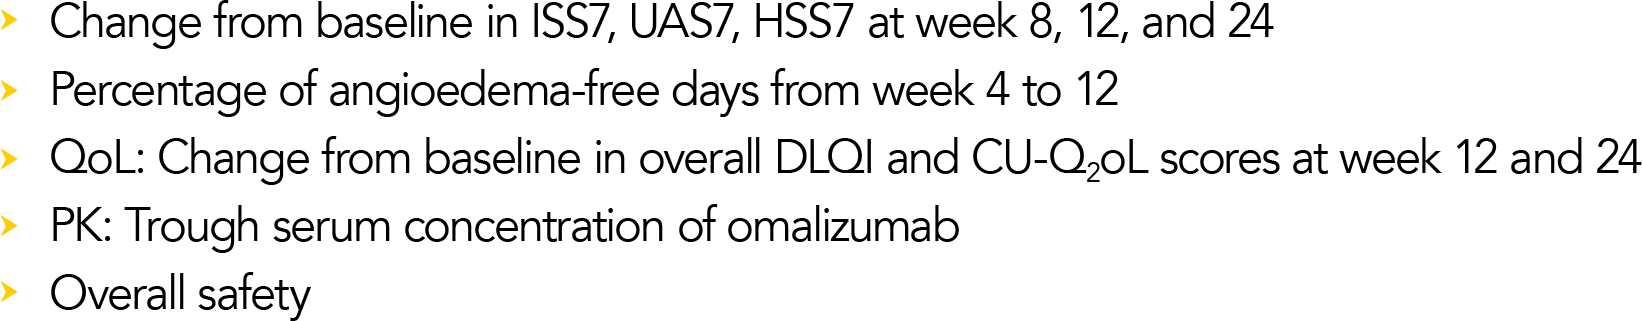 Change from baseline in ISS7, UAS7, HSS7 at week 8, 12, and 24
Percentage of angioedema-free days from week 4 to 12
QoL: Change from baseline in overall DLQI and CU-Q₂oL scores at week 12 and 24
PK: Trough serum concentration of omalizumab
Overall safety